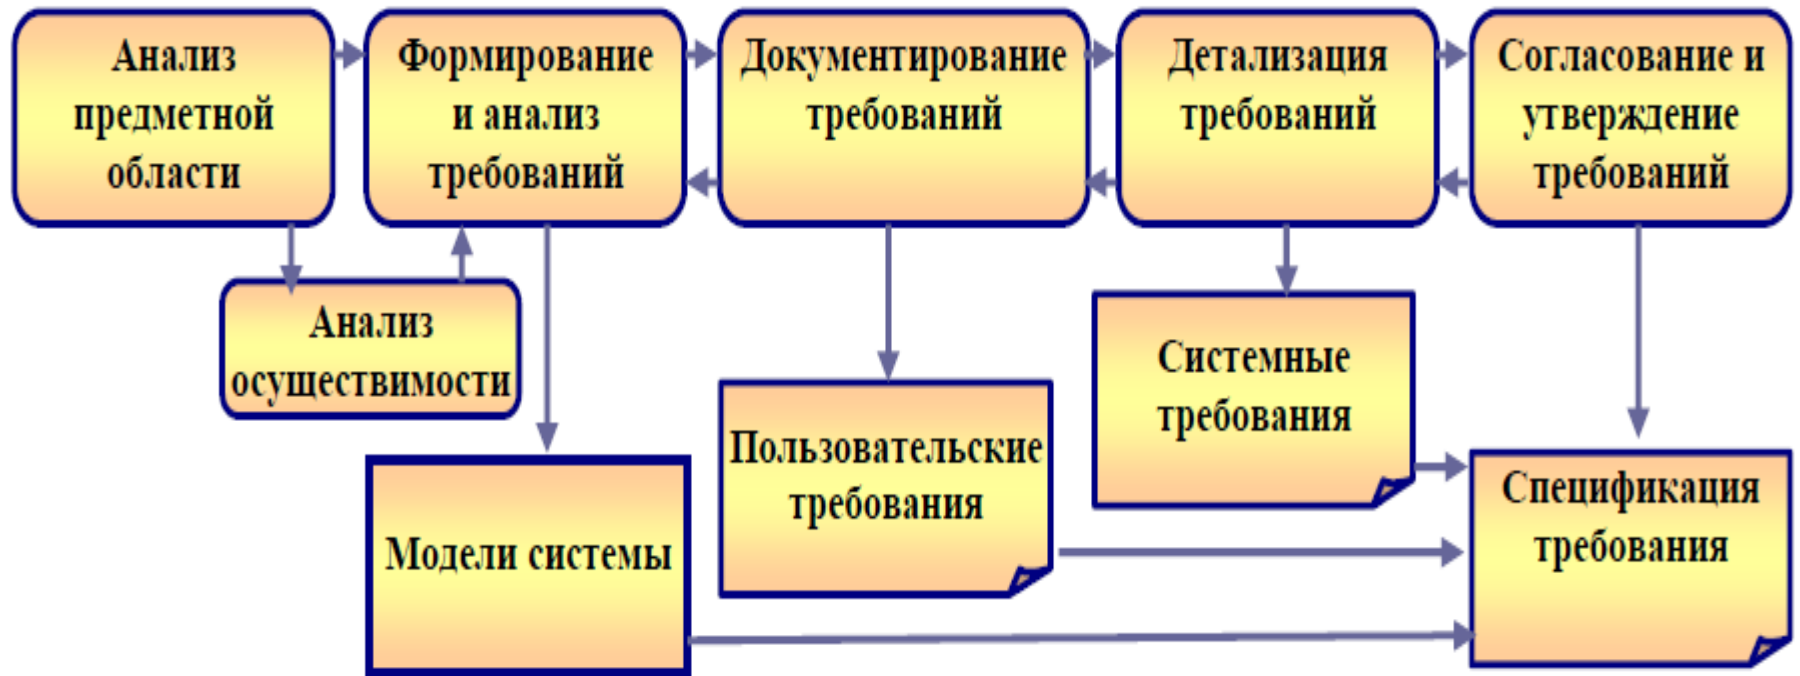 Анализ
предметной
области
Формирование
и анализ
требований
Документирование
требований
Детализация
требований
Согласование и
утверждение
требований
Анализ
осуществимости
Модели системы
Пользовательские
требования
Системные
требования
Спецификация
требования